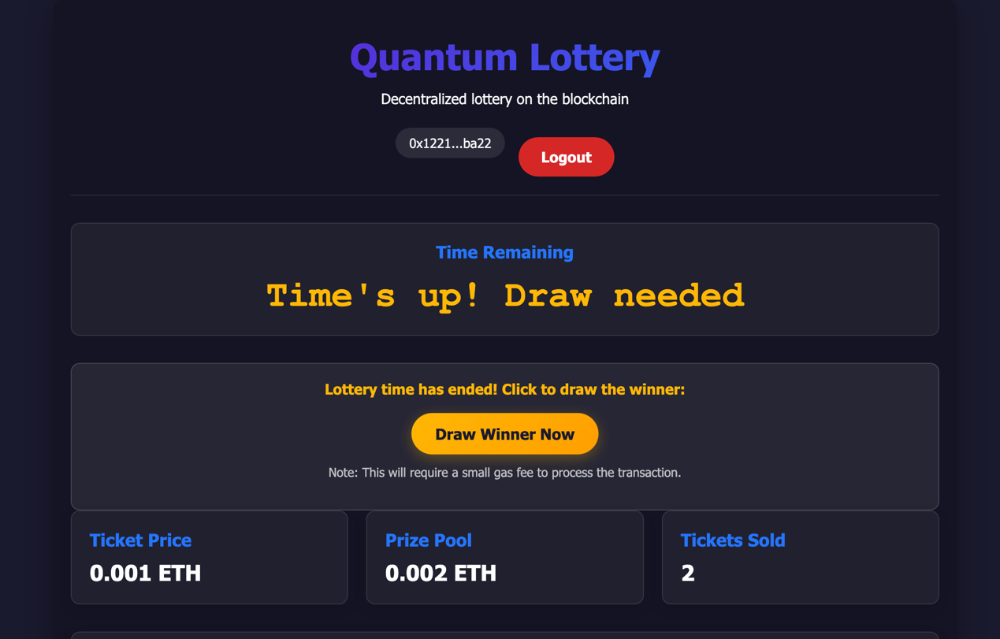 Quantum Lottery
Decentralized lottery on the blockchain
0x1221...ba22
Logout
Time Remaining
Time's up! Draw needed
Lottery time has ended! Click to draw the winner:
Draw Winner Now
Note: This will require a small gas fee to process the transaction.
Ticket Price
0.001 ETH
Prize Pool
0.002 ETH
Tickets Sold
2